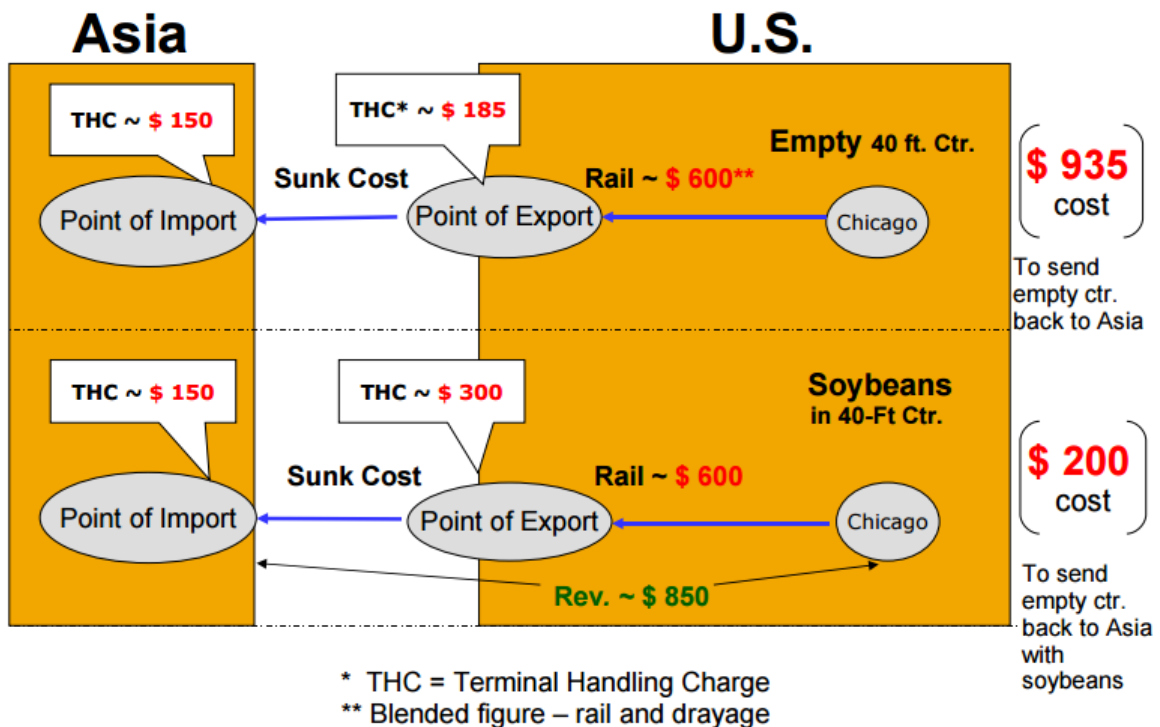 Asia
U.S.
THC ~ $ 150
THC* ~ $ 185
Empty 40 ft. Ctr.
$ 935
cost
Sunk Cost
Rail ~ $ 600**
Point of Import
Point of Export
Chicago
To send
empty ctr.
back to Asia
THC ~ $ 150
THC ~ $ 300
Soybeans
in 40-Ft Ctr.
$ 200
cost
Sunk Cost
Rail ~ $ 600
Point of Import
Point of Export
Chicago
Rev. ~ $ 850
To send
empty ctr.
back to Asia
with
soybeans
* THC = Terminal Handling Charge
** Blended figure – rail and drayage